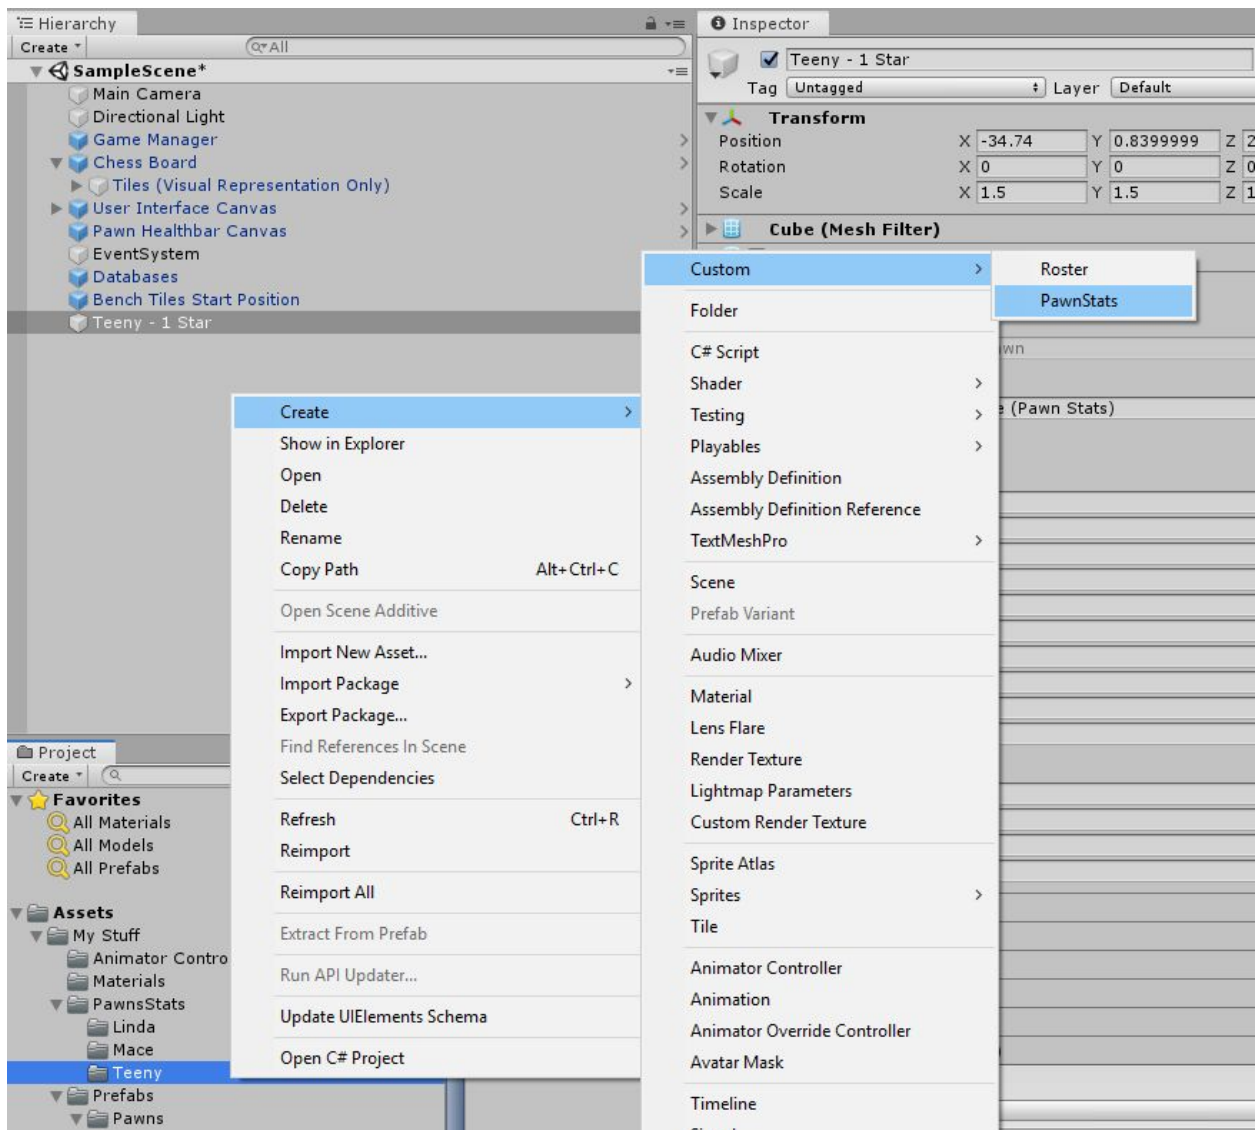 Hierarchy
Create
All
SampleScene*
Main Camera
Directional Light
Game Manager
Chess Board
Tiles (Visual Representation Only)
User Interface Canvas
Pawn Healthbar Canvas
EventSystem
Databases
Bench Tiles Start Position
Teeny - 1 Star
Inspector
Teeny - 1 Star
Tag Untagged Layer Default
Transform
Position X -34.74 Y 0.8399999 Z 2
Rotation X 0 Y 0 Z 0
Scale X 1.5 Y 1.5 Z 1
Cube (Mesh Filter)
wn
(Pawn Stats)
Create
Show in Explorer
Open
Delete
Rename
Copy Path Alt+Ctrl+C
Open Scene Additive
Import New Asset...
Import Package
Export Package...
Find References In Scene
Select Dependencies
Refresh Ctrl+R
Reimport
Reimport All
Extract From Prefab
Run API Updater...
Update UIElements Schema
Open C# Project
Custom
Folder
C# Script
Shader
Testing
Playables
Assembly Definition
Assembly Definition Reference
TextMeshPro
Scene
Prefab Variant
Audio Mixer
Material
Lens Flare
Render Texture
Lightmap Parameters
Custom Render Texture
Sprite Atlas
Sprites
Tile
Animator Controller
Animation
Animator Override Controller
Avatar Mask
Timeline
Roster
PawnStats
Project
Create
Favorites
All Materials
All Models
All Prefabs
Assets
My Stuff
Animator Contro
Materials
PawnsStats
Linda
Mace
Teeny
Prefabs
Pawns